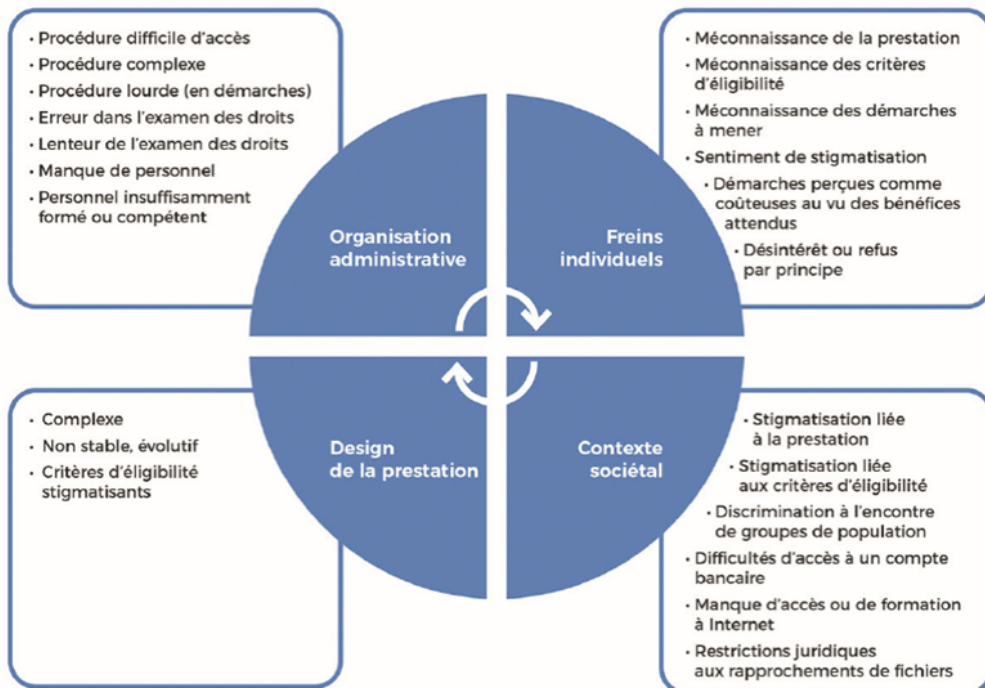 • Procédure difficile d'accès
• Procédure complexe
• Procédure lourde (en démarches)
• Erreur dans l'examen des droits
• Lenteur de l'examen des droits
• Manque de personnel
• Personnel insuffisamment
formé ou compétent
• Méconnaissance de la prestation
• Méconnaissance des critères
d'éligibilité
• Méconnaissance des démarches
à mener
• Sentiment de stigmatisation
• Démarches perçues comme
coûteuses au vu des bénéfices
attendus
• Désintérêt ou refus
par principe
Organisation
administrative
Freins
individuels
Design
de la prestation
Contexte
sociétal
• Complexe
• Non stable, évolutif
• Critères d'éligibilité
stigmatisants
• Stigmatisation liée
à la prestation
• Stigmatisation liée
aux critères d'éligibilité
• Discrimination à l'encontre
de groupes de population
• Difficultés d'accès à un compte
bancaire
• Manque d'accès ou de formation
à Internet
• Restrictions juridiques
aux rapprochements de fichiers